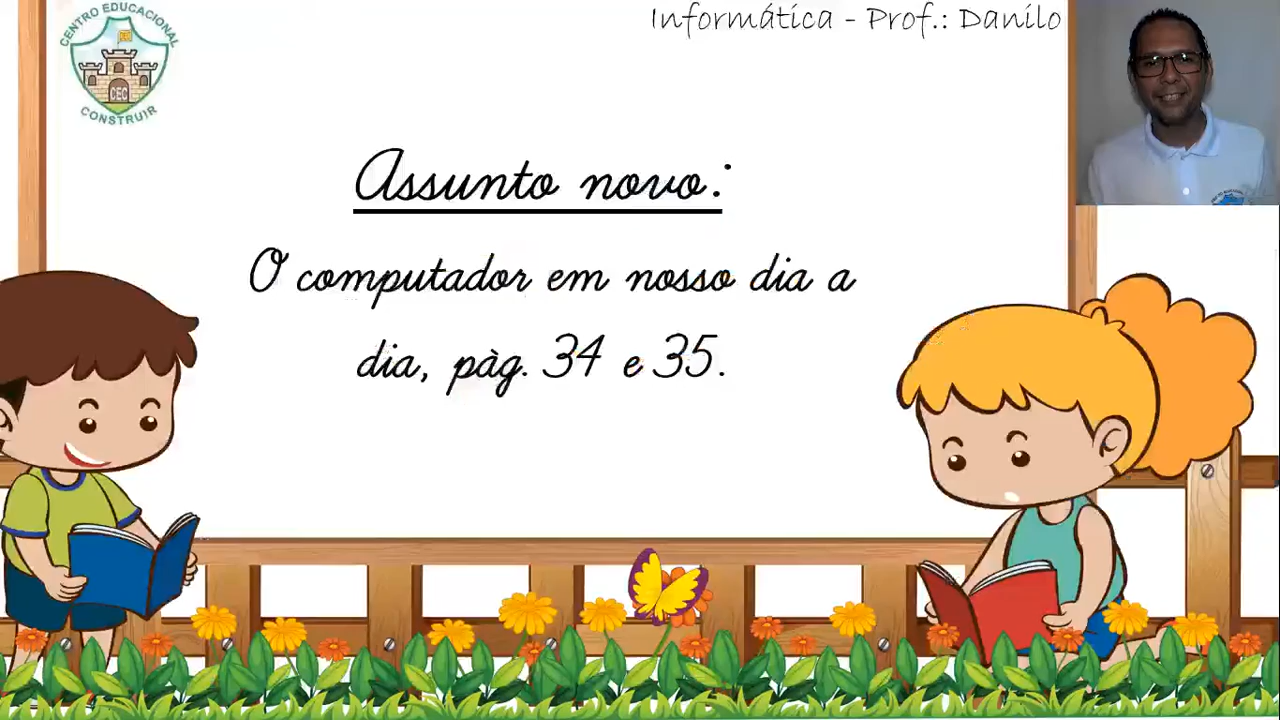 CENTRO EDUCACIONAL
CEC
CONSTRUIR
Informática - Prof.: Danilo
Assunto novo:
O computador em nosso dia a
dia, pàg. 34 e 35.